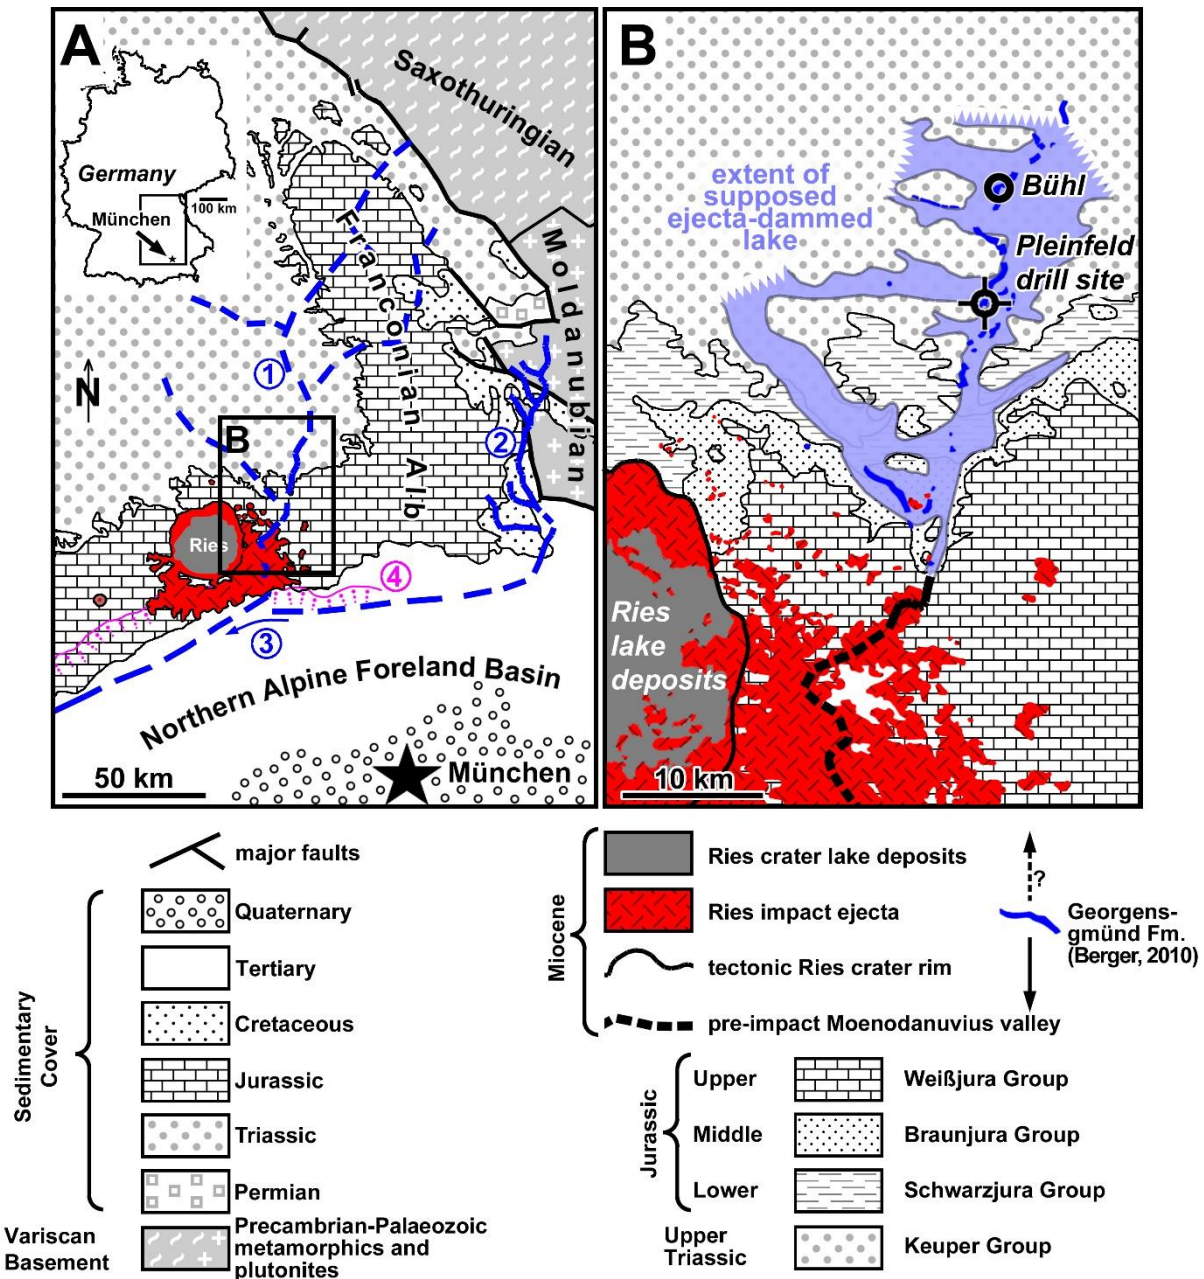 A
Saxothuringian
Germany
München
100 km
Franconian Alb
Moldanubian
N
1
2
B
Ries
4
3
Northern Alpine Foreland Basin
50 km
München
B
extent of
supposed
ejecta-dammed
lake
Bühl
Pleinfeld
drill site
Ries
lake
deposits
10 km
major faults
Sedimentary
Cover
Quaternary
Tertiary
Cretaceous
Jurassic
Triassic
Permian
Variscan
Basement
Precambrian-Palaeozoic
metamorphics and
plutonites
Miocene
Ries crater lake deposits
Ries impact ejecta
tectonic Ries crater rim
pre-impact Moenodanuvius valley
?
Georgens-
gmünd Fm.
(Berger, 2010)
Jurassic
Upper
Weißjura Group
Middle
Braunjura Group
Lower
Schwarzjura Group
Upper
Triassic
Keuper Group